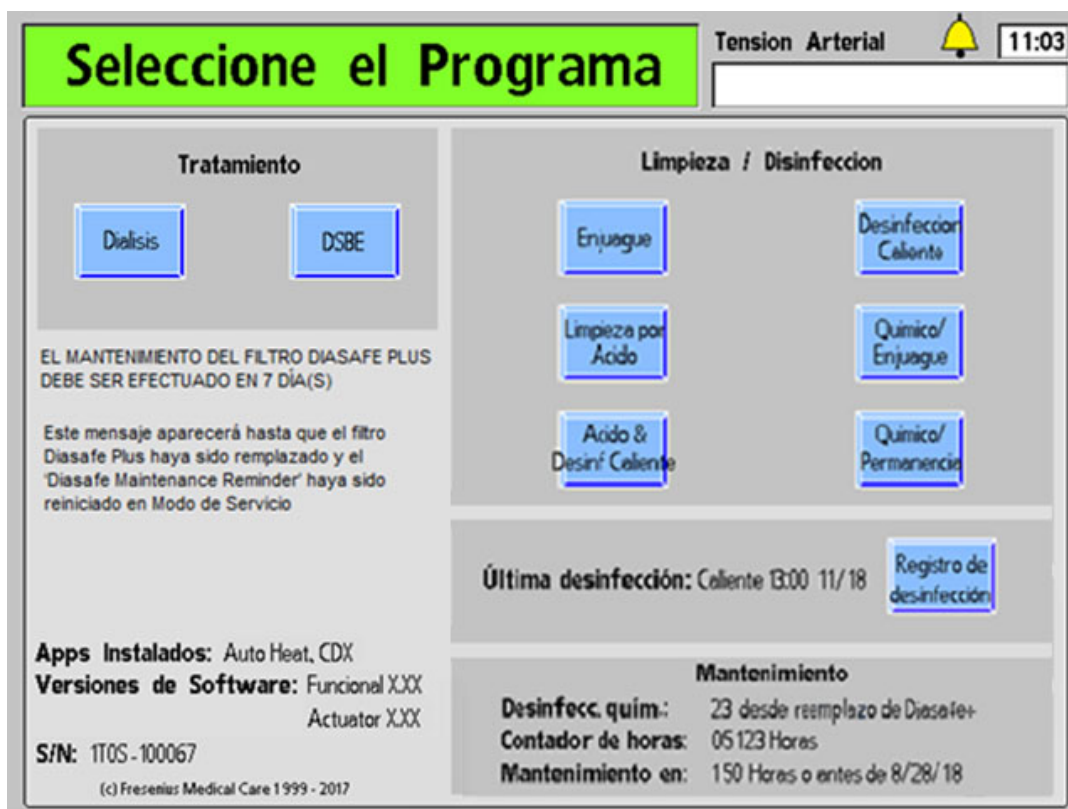 Seleccione el Programa
Tension Arterial
11:03
Tratamiento
Dialisis
DSBE
EL MANTENIMIENTO DEL FILTRO DIASAFE PLUS
DEBE SER EFECTUADO EN 7 DÍA(S)
Este mensaje aparecerá hasta que el filtro
Diasafe Plus haya sido remplazado y el
'Diasafe Maintenance Reminder' haya sido
reiniciado en Modo de Servicio
Apps Instalados: Auto Heat, CDX
Versiones de Software: Funcional X.XX
Actuator X.XX
S/N: 1T0S-100067
(c) Fresenius Medical Care 1999 - 2017
Limpieza / Disinfeccion
Enjuague
Desinfeccion
Caliente
Limpieza por
Acido
Quimico/
Enjuague
Acido &
Desinf Caliente
Quimico/
Permanencia
Última desinfección: Caliente 13:00 11/18
Registro de
desinfección
Mantenimiento
Desinfecc. quím.: 23 desde reemplazo de Diasafe+
Contador de horas: 05123 Horas
Mantenimiento en: 150 Horas o antes de 8/28/18